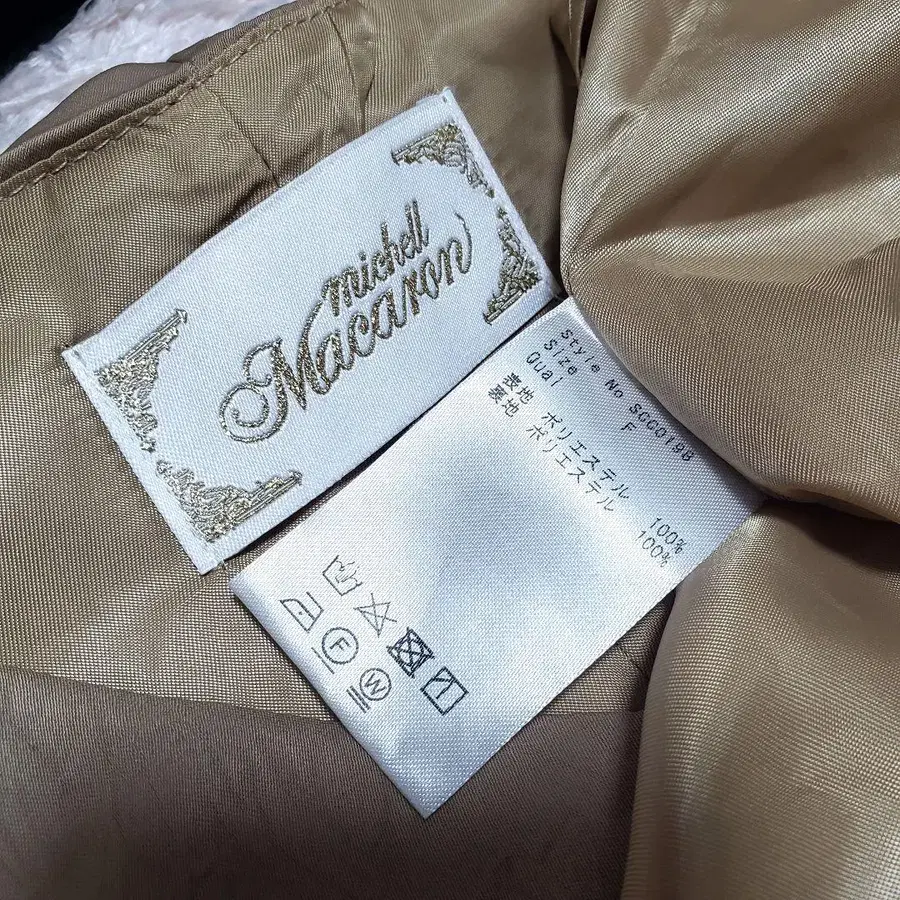 michell
Macaron
Style No SCC0198
Size F
Qual
表地 ポリエステル 100%
裏地 ポリエステル 100%
F
W